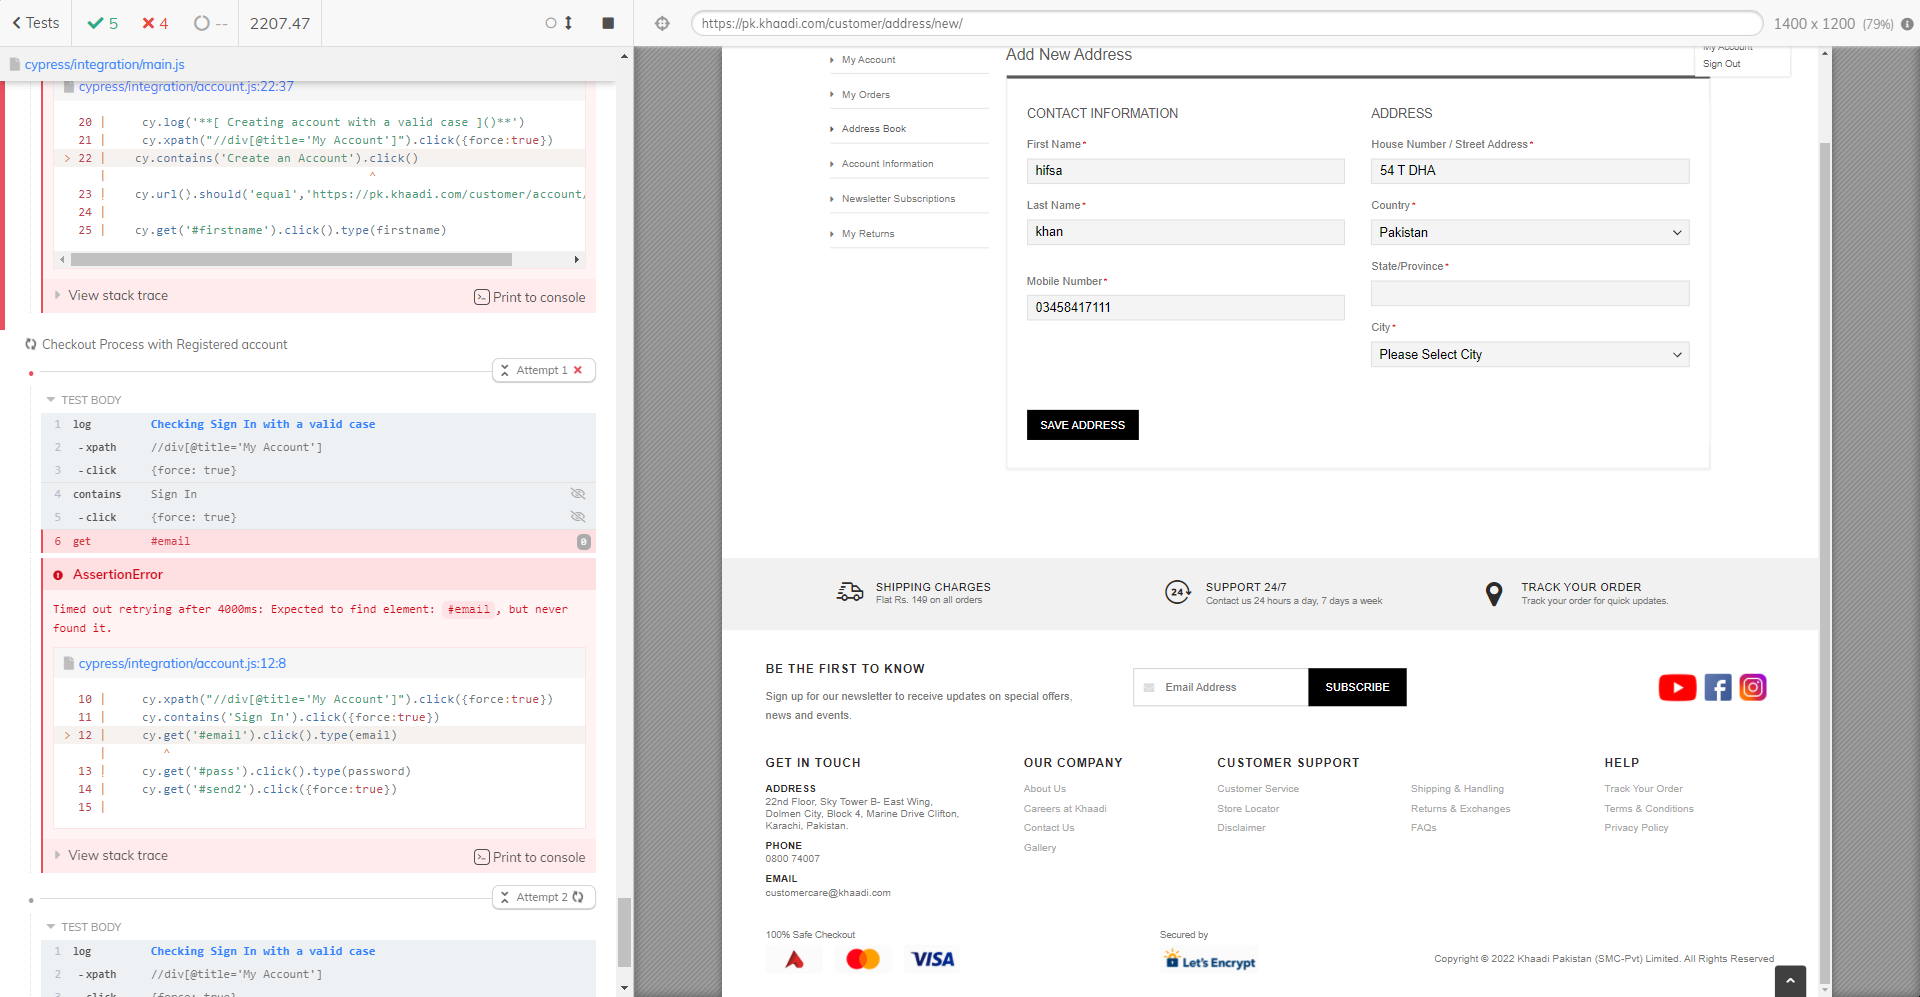 Tests
5
4
--
2207.47
https://pk.khaadi.com/customer/address/new/
1400 x 1200 (79%)
cypress/integration/main.js
cypress/integration/account.js:22:37
20 | cy.log('**[ Creating account with a valid case ]()**')
21 | cy.xpath("//div[@title='My Account']").click({force:true})
> 22 | cy.contains('Create an Account').click()
| ^
23 | cy.url().should('equal','https://pk.khaadi.com/customer/account/
24 |
25 | cy.get('#firstname').click().type(firstname)
View stack trace
Print to console
Checkout Process with Registered account
Attempt 1
TEST BODY
1 log Checking Sign In with a valid case
2 -xpath //div[@title='My Account']
3 -click {force: true}
4 contains Sign In
5 -click {force: true}
6 get #email 0
AssertionError
Timed out retrying after 4000ms: Expected to find element: #email, but never
found it.
cypress/integration/account.js:12:8
10 | cy.xpath("//div[@title='My Account']").click({force:true})
11 | cy.contains('Sign In').click({force:true})
> 12 | cy.get('#email').click().type(email)
| ^
13 | cy.get('#pass').click().type(password)
14 | cy.get('#send2').click({force:true})
15 |
View stack trace
Print to console
Attempt 2
TEST BODY
1 log Checking Sign In with a valid case
2 -xpath //div[@title='My Account']
-click {force: true}
My Account
Sign Out
My Account
My Orders
Address Book
Account Information
Newsletter Subscriptions
My Returns
Add New Address
CONTACT INFORMATION
First Name*
hifsa
Last Name*
khan
Mobile Number*
03458417111
ADDRESS
House Number / Street Address*
54 T DHA
Country*
Pakistan
State/Province*
City*
Please Select City
SAVE ADDRESS
SHIPPING CHARGES
Flat Rs. 149 on all orders
24
SUPPORT 24/7
Contact us 24 hours a day, 7 days a week
TRACK YOUR ORDER
Track your order for quick updates.
BE THE FIRST TO KNOW
Sign up for our newsletter to receive updates on special offers,
news and events.
Email Address
SUBSCRIBE
GET IN TOUCH
ADDRESS
22nd Floor, Sky Tower B- East Wing,
Dolmen City, Block 4, Marine Drive Clifton,
Karachi, Pakistan.
PHONE
0800 74007
EMAIL
customercare@khaadi.com
OUR COMPANY
About Us
Careers at Khaadi
Contact Us
Gallery
CUSTOMER SUPPORT
Customer Service
Store Locator
Disclaimer
Shipping & Handling
Returns & Exchanges
FAQs
HELP
Track Your Order
Terms & Conditions
Privacy Policy
100% Safe Checkout
VISA
Secured by
Let's Encrypt
Copyright © 2022 Khaadi Pakistan (SMC-Pvt) Limited. All Rights Reserved